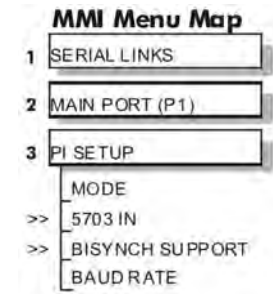 MMI Menu Map
1 SERIAL LINKS
2 MAIN PORT (P1)
3 PI SETUP
MODE
>> 5703 IN
>> BISYNCH SUPPORT
BAUD RATE